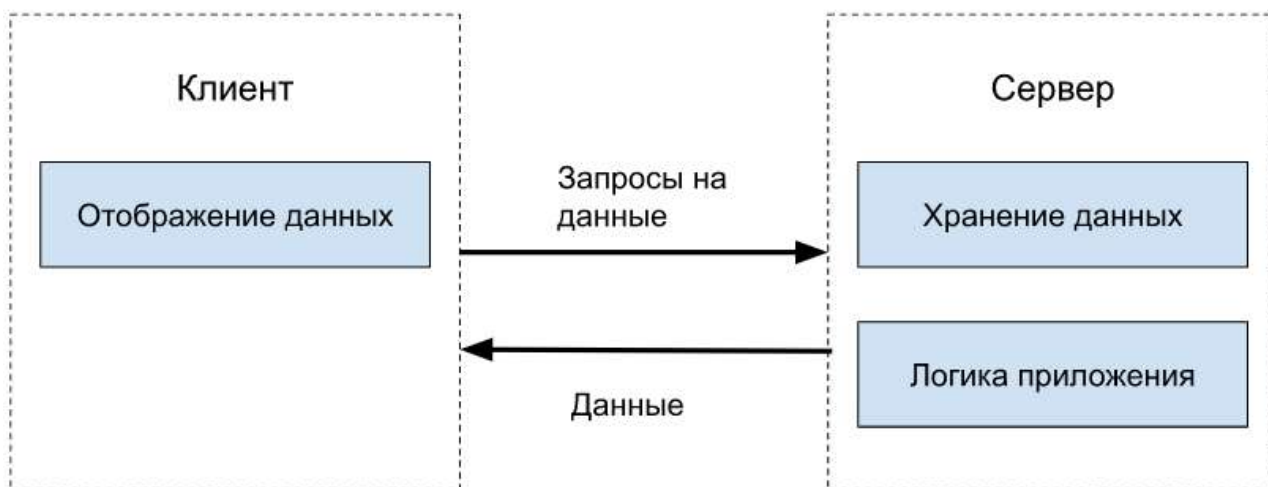 Клиент
Сервер
Отображение данных
Запросы на
данные
Хранение данных
Данные
Логика приложения